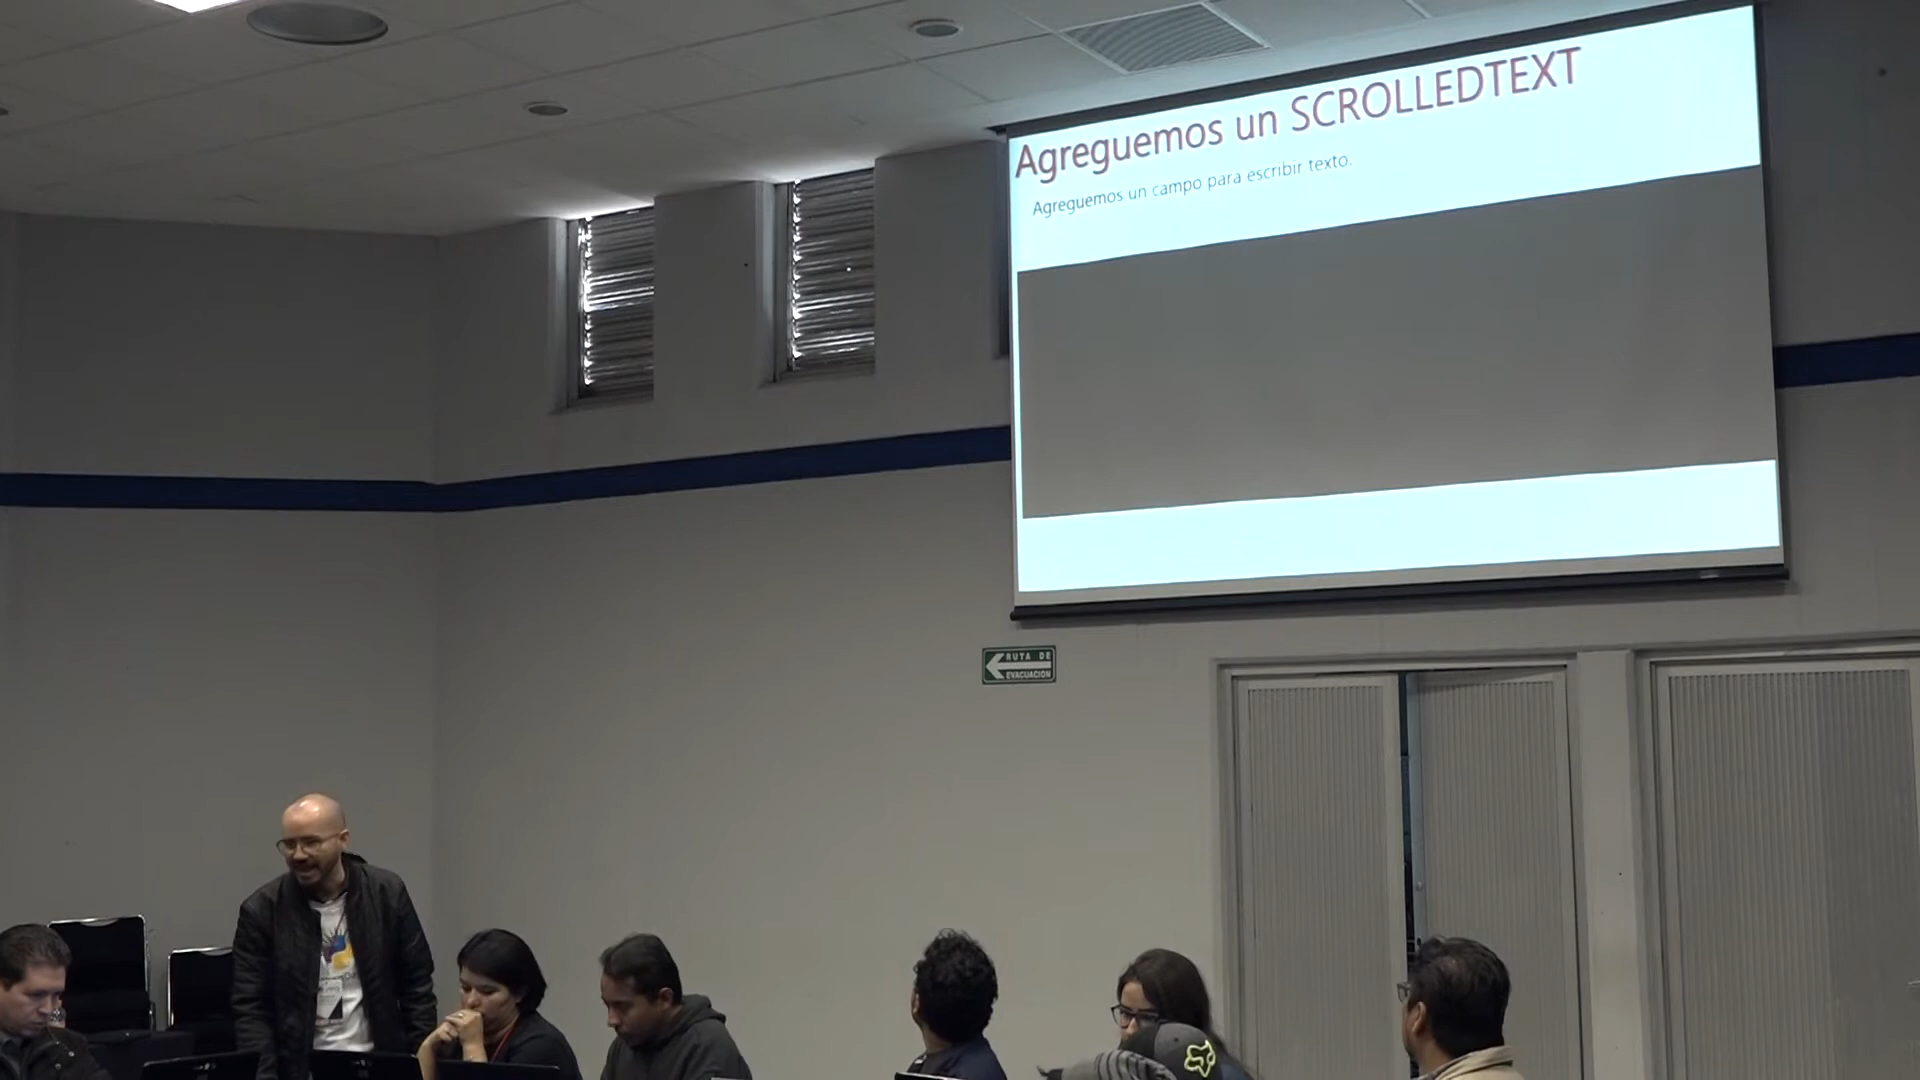 Agreguemos un SCROLLEDTEXT
Agreguemos un campo para escribir texto.
RUTA DE
EVACUACION